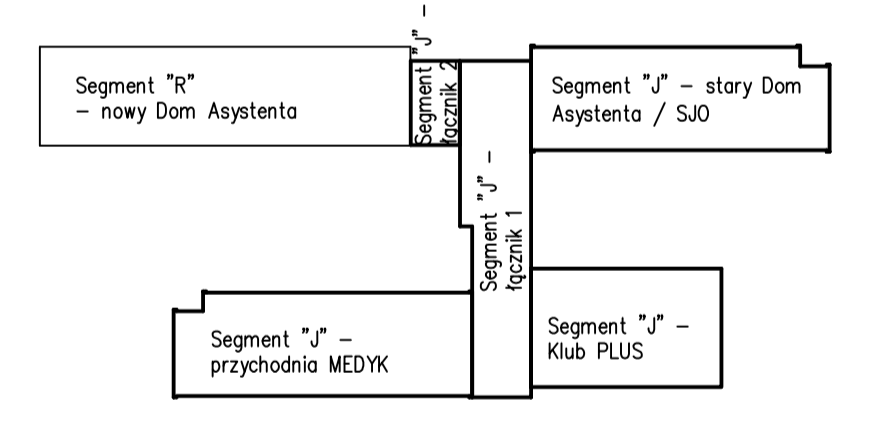 Segment "R"
– nowy Dom Asystenta
Segment "J" –
łącznik 2
Segment "J" – stary Dom
Asystenta / SJO
Segment "J" –
łącznik 1
Segment "J" –
przychodnia MEDYK
Segment "J" –
Klub PLUS